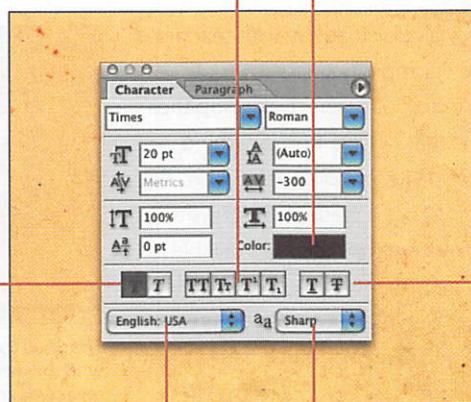 Character Paragraph
Times Roman
20 pt (Auto)
Metrics -300
100% 100%
0 pt Color:
T T TT Tr T¹ T₁ T T
English: USA aa Sharp